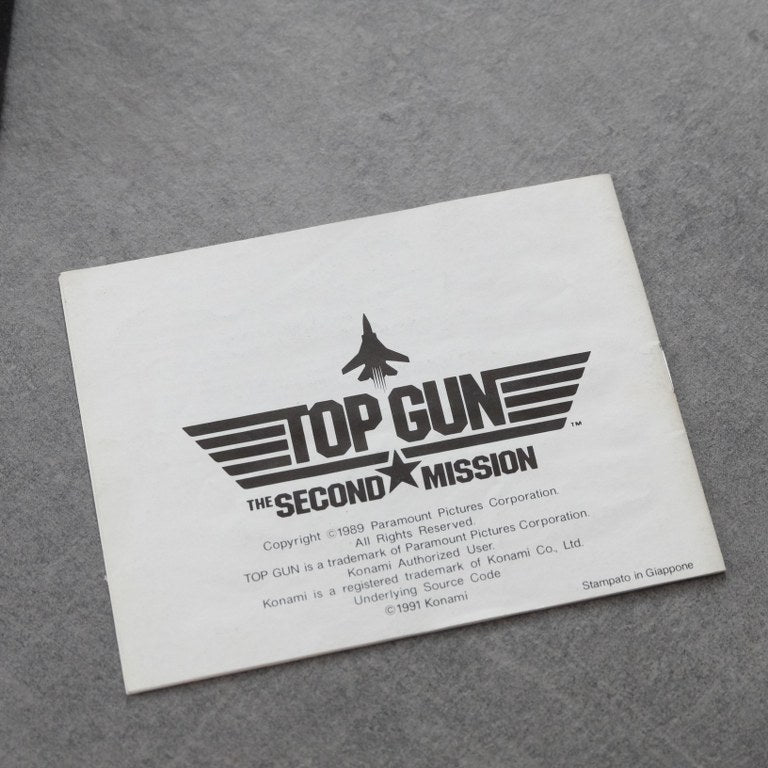 TOP GUN™
THE SECOND MISSION
Copyright ©1989 Paramount Pictures Corporation.
All Rights Reserved.
TOP GUN is a trademark of Paramount Pictures Corporation.
Konami Authorized User.
Konami is a registered trademark of Konami Co., Ltd.
Underlying Source Code
©1991 Konami
Stampato in Giappone